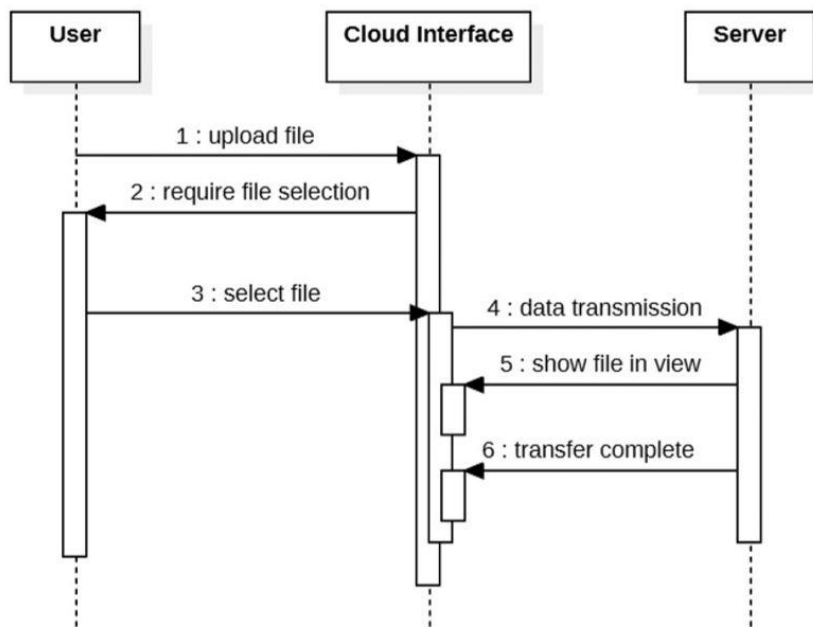 User
Cloud Interface
Server
1 : upload file
2 : require file selection
3 : select file
4 : data transmission
5 : show file in view
6 : transfer complete